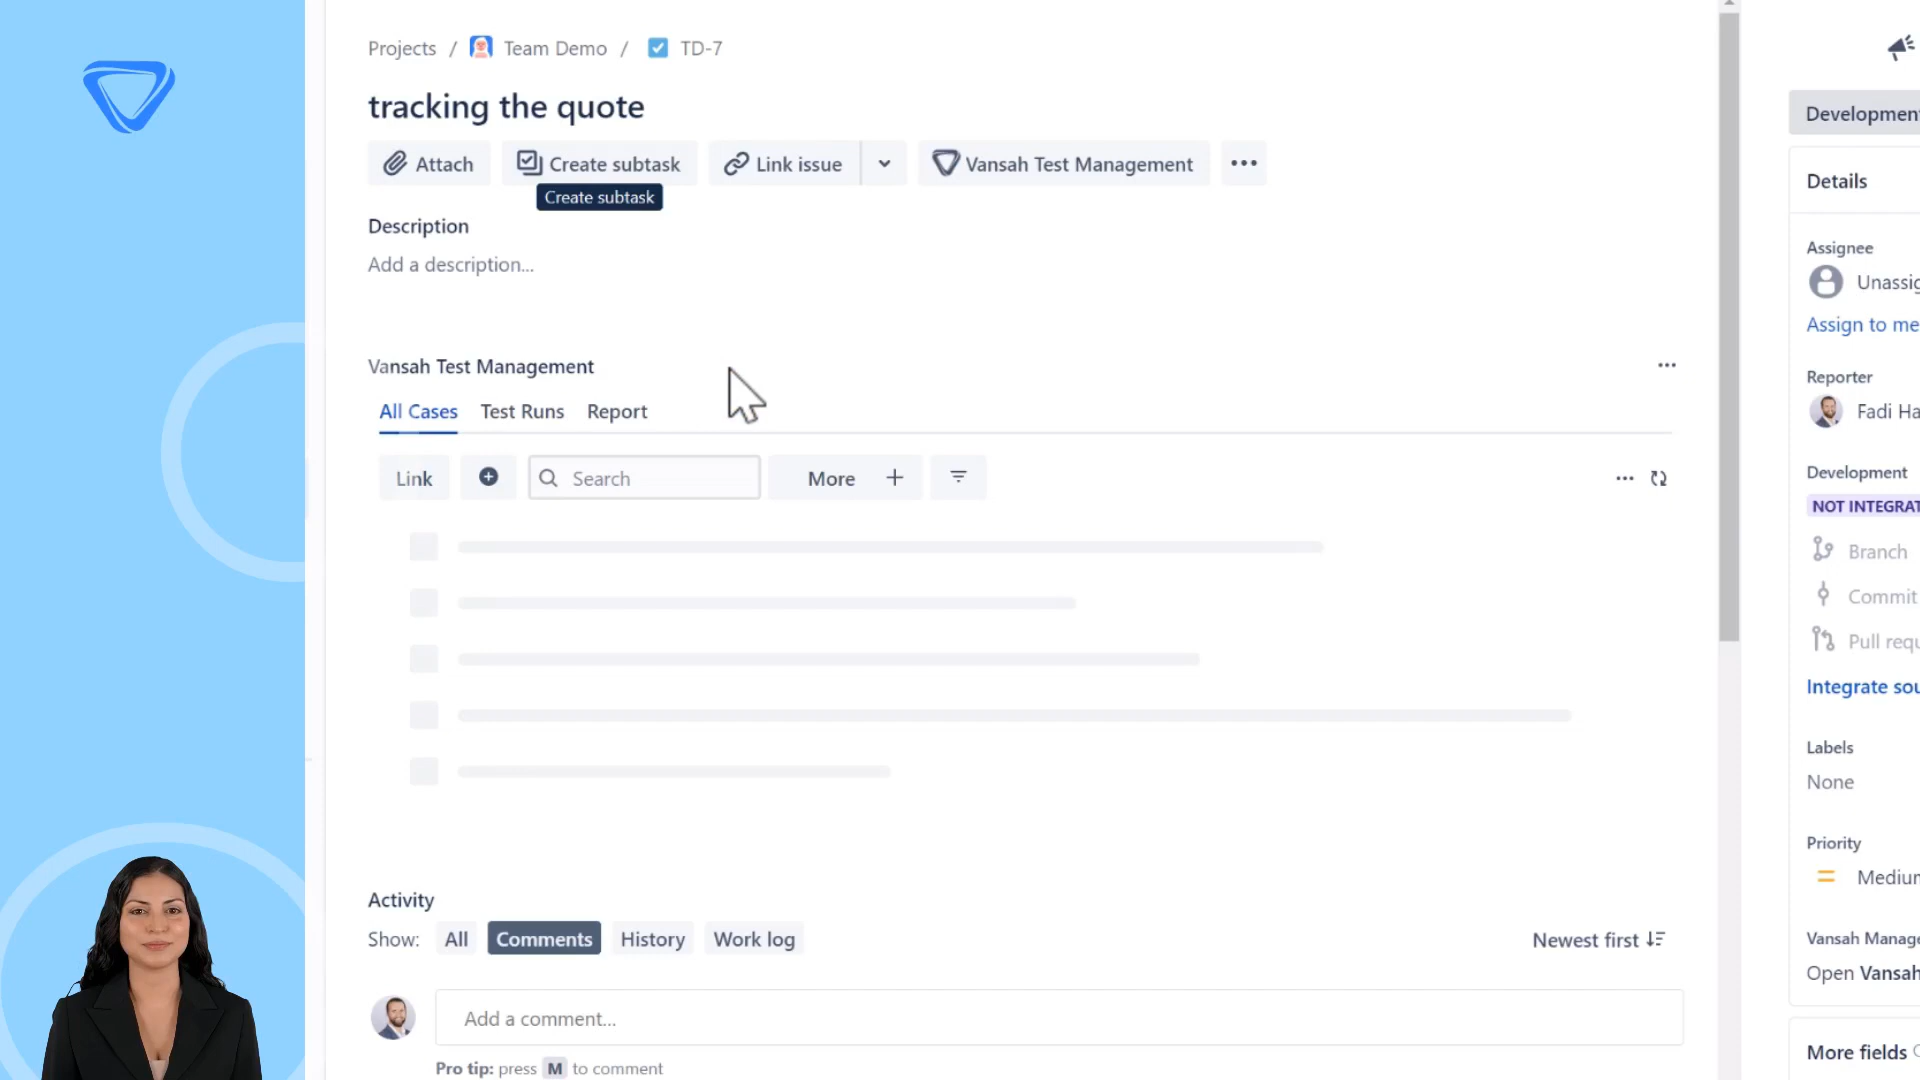 Projects / Team Demo / TD-7
tracking the quote
Attach Create subtask Link issue Vansah Test Management
Create subtask
Description
Add a description...
Vansah Test Management
All Cases Test Runs Report
Link Search More
Activity
Show: All Comments History Work log Newest first
Add a comment...
Pro tip: press M to comment
Development
Details
Assignee
Unassig
Assign to me
Reporter
Fadi Ha
Development
NOT INTEGRAT
Branch
Commit
Pull requ
Integrate sou
Labels
None
Priority
Medium
Vansah Manage
Open Vansah
More fields